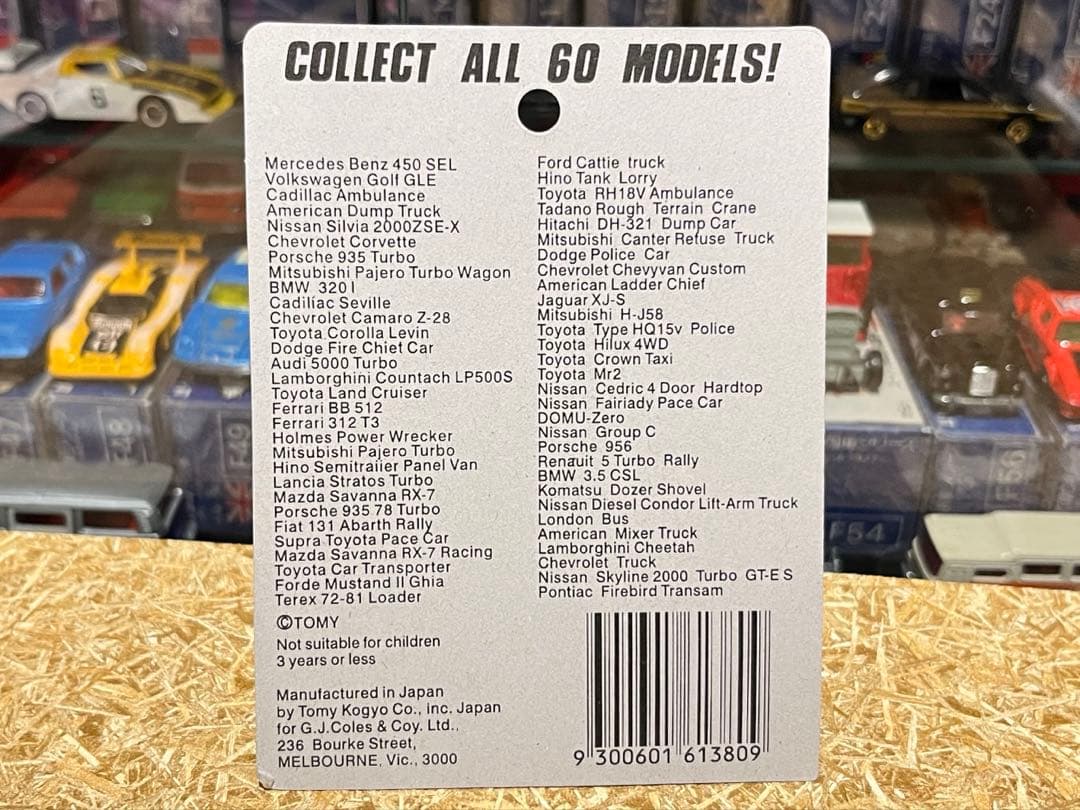 COLLECT ALL 60 MODELS!
Mercedes Benz 450 SEL
Volkswagen Golf GLE
Cadillac Ambulance
American Dump Truck
Nissan Silvia 2000ZSE-X
Chevrolet Corvette
Porsche 935 Turbo
Mitsubishi Pajero Turbo Wagon
BMW 320I
Cadillac Seville
Chevrolet Camaro Z-28
Toyota Corolla Levin
Dodge Fire Chiet Car
Audi 5000 Turbo
Lamborghini Countach LP500S
Toyota Land Cruiser
Ferrari BB 512
Ferrari 312 T3
Holmes Power Wrecker
Mitsubishi Pajero Turbo
Hino Semitraiier Panel Van
Lancia Stratos Turbo
Mazda Savanna RX-7
Porsche 935 78 Turbo
Fiat 131 Abarth Rally
Supra Toyota Pace Car
Mazda Savanna RX-7 Racing
Toyota Car Transporter
Forde Mustand II Ghia
Terex 72-81 Loader
Ford Cattie truck
Hino Tank Lorry
Toyota RH18V Ambulance
Tadano Rough Terrain Crane
Hitachi DH-321 Dump Car
Mitsubishi Canter Refuse Truck
Dodge Police Car
Chevrolet Chevyvan Custom
American Ladder Chief
Jaguar XJ-S
Mitsubishi H-J58
Toyota Type HQ15v Police
Toyota Hilux 4WD
Toyota Crown Taxi
Toyota Mr2
Nissan Cedric 4 Door Hardtop
Nissan Fairiady Pace Car
DOMU-Zero
Nissan Group C
Porsche 956
Renault 5 Turbo Rally
BMW 3.5 CSL
Komatsu Dozer Shovel
Nissan Diesel Condor Lift-Arm Truck
London Bus
American Mixer Truck
Lamborghini Cheetah
Chevrolet Truck
Nissan Skyline 2000 Turbo GT-E S
Pontiac Firebird Transam
©TOMY
Not suitable for children
3 years or less
Manufactured in Japan
by Tomy Kogyo Co., inc. Japan
for G.J.Coles & Coy. Ltd.,
236 Bourke Street,
MELBOURNE, Vic., 3000
9 300601 613809
F54